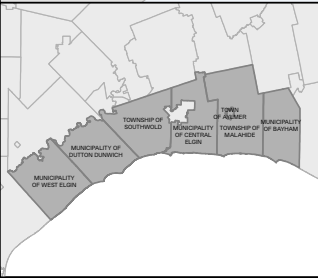 MUNICIPALITY
OF WEST ELGIN
MUNICIPALITY OF
DUTTON DUNWICH
TOWNSHIP OF
SOUTHWOLD
MUNICIPALITY
OF CENTRAL
ELGIN
TOWN
OF AYLMER
TOWNSHIP OF
MALAHIDE
MUNICIPALITY
OF BAYHAM